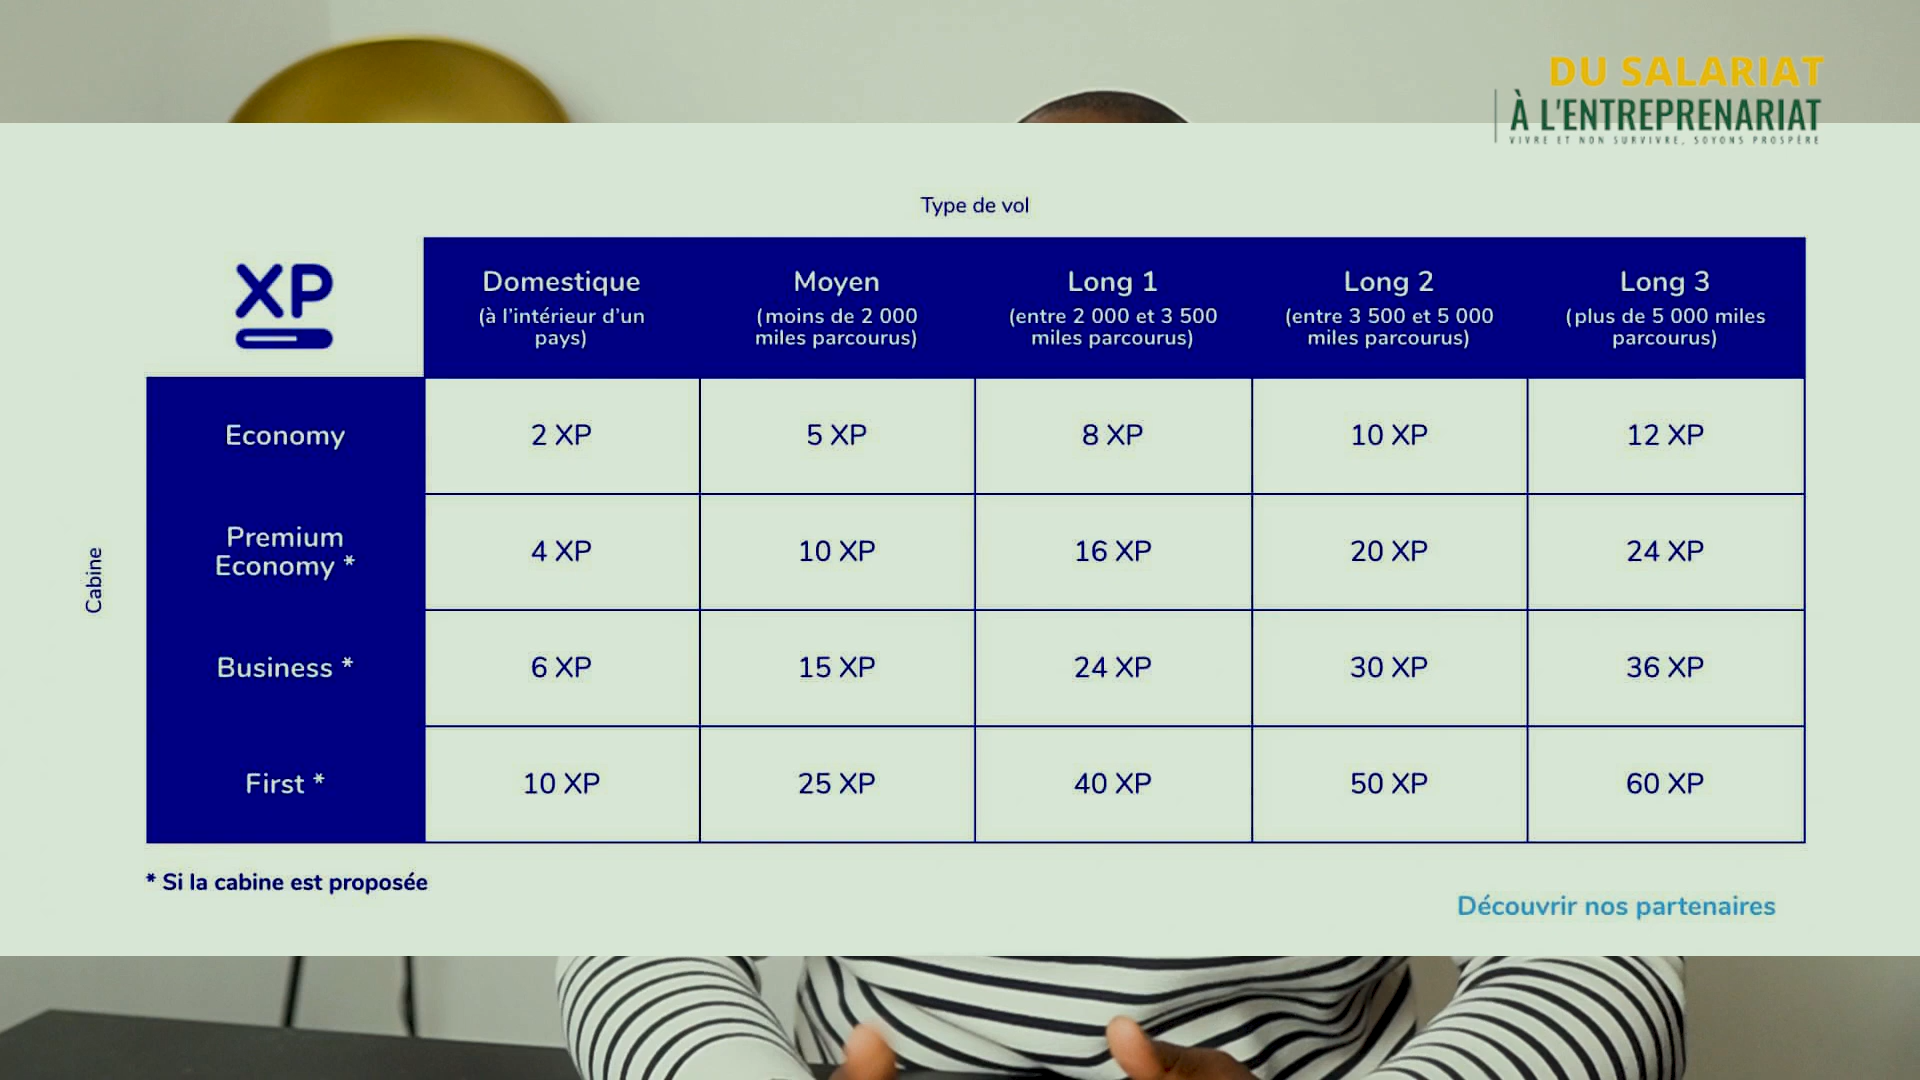 DU SALARIAT
À L'ENTREPRENARIAT
VIVRE ET NON SURVIVRE, SOYONS PROSPÈRE
Type de vol
XP
Domestique
(à l'intérieur d'un
pays)
Moyen
(moins de 2 000
miles parcourus)
Long 1
(entre 2 000 et 3 500
miles parcourus)
Long 2
(entre 3 500 et 5 000
miles parcourus)
Long 3
(plus de 5 000 miles
parcourus)
Cabine
Economy
2 XP
5 XP
8 XP
10 XP
12 XP
Premium
Economy *
4 XP
10 XP
16 XP
20 XP
24 XP
Business *
6 XP
15 XP
24 XP
30 XP
36 XP
First *
10 XP
25 XP
40 XP
50 XP
60 XP
* Si la cabine est proposée
Découvrir nos partenaires